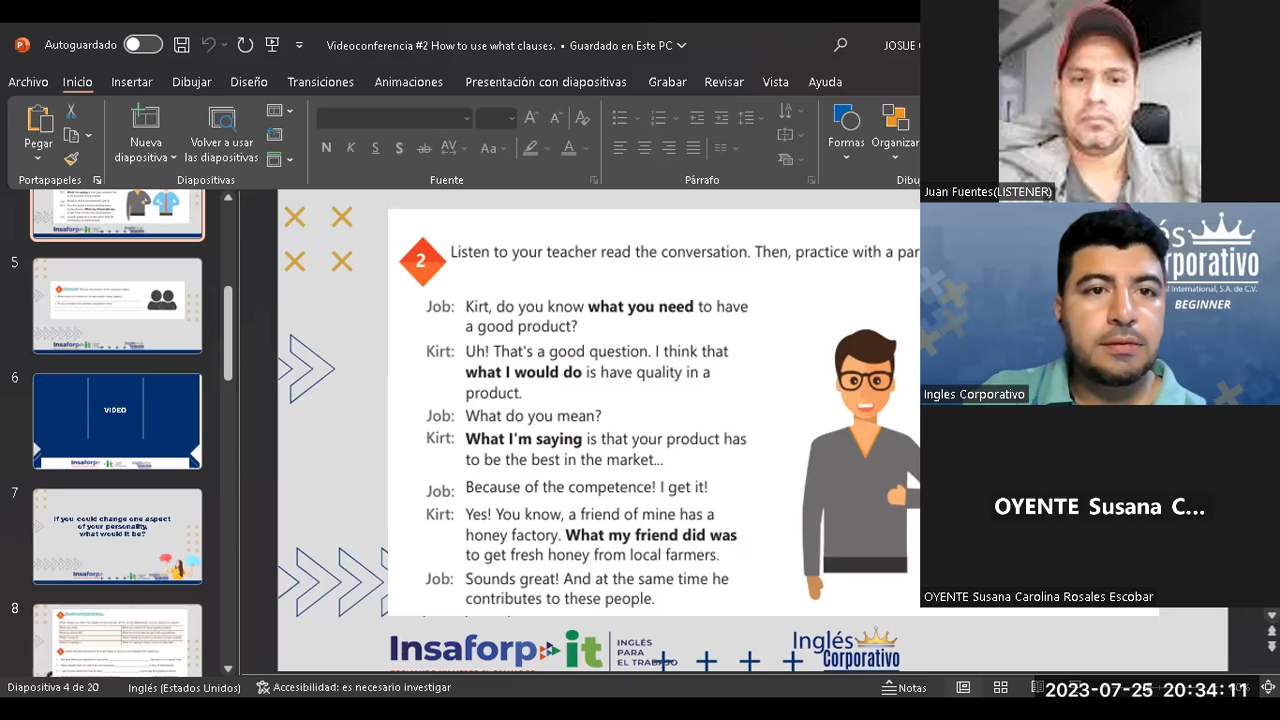 Autoguardado
Videoconferencia #2 How to use what clauses. • Guardado en Este PC
JOSUE
Archivo Inicio Insertar Dibujar Diseño Transiciones
Presentación con diapositivas Grabar Revisar Vista Ayuda
Pegar
Nueva diapositiva
Volver a usar las diapositivas
Formas
Organizar
Portapapeles
Diapositivas
Fuente
Párrafo
5
6
VIDEO
7
If you could change one aspect
of your personality,
what would it be?
8
2
Listen to your teacher read the conversation. Then, practice with a par
Job: Kirt, do you know what you need to have
a good product?
Kirt: Uh! That's a good question. I think that
what I would do is have quality in a
product.
Job: What do you mean?
Kirt: What I'm saying is that your product has
to be the best in the market...
Job: Because of the competence! I get it!
Kirt: Yes! You know, a friend of mine has a
honey factory. What my friend did was
to get fresh honey from local farmers.
Job: Sounds great! And at the same time he
contributes to these people.
Insaforp
it
INGLÉS
PARA
EL TRABAJO
Inglés
Corporativo
Juan Fuentes(LISTENER)
BEGINNER
Ingles Corporativo
OYENTE Susana C...
OYENTE Susana Carolina Rosales Escobar
Diapositiva 4 de 20
Inglés (Estados Unidos)
Accesibilidad: es necesario investigar
Notas
2023-07-25 20:34:11